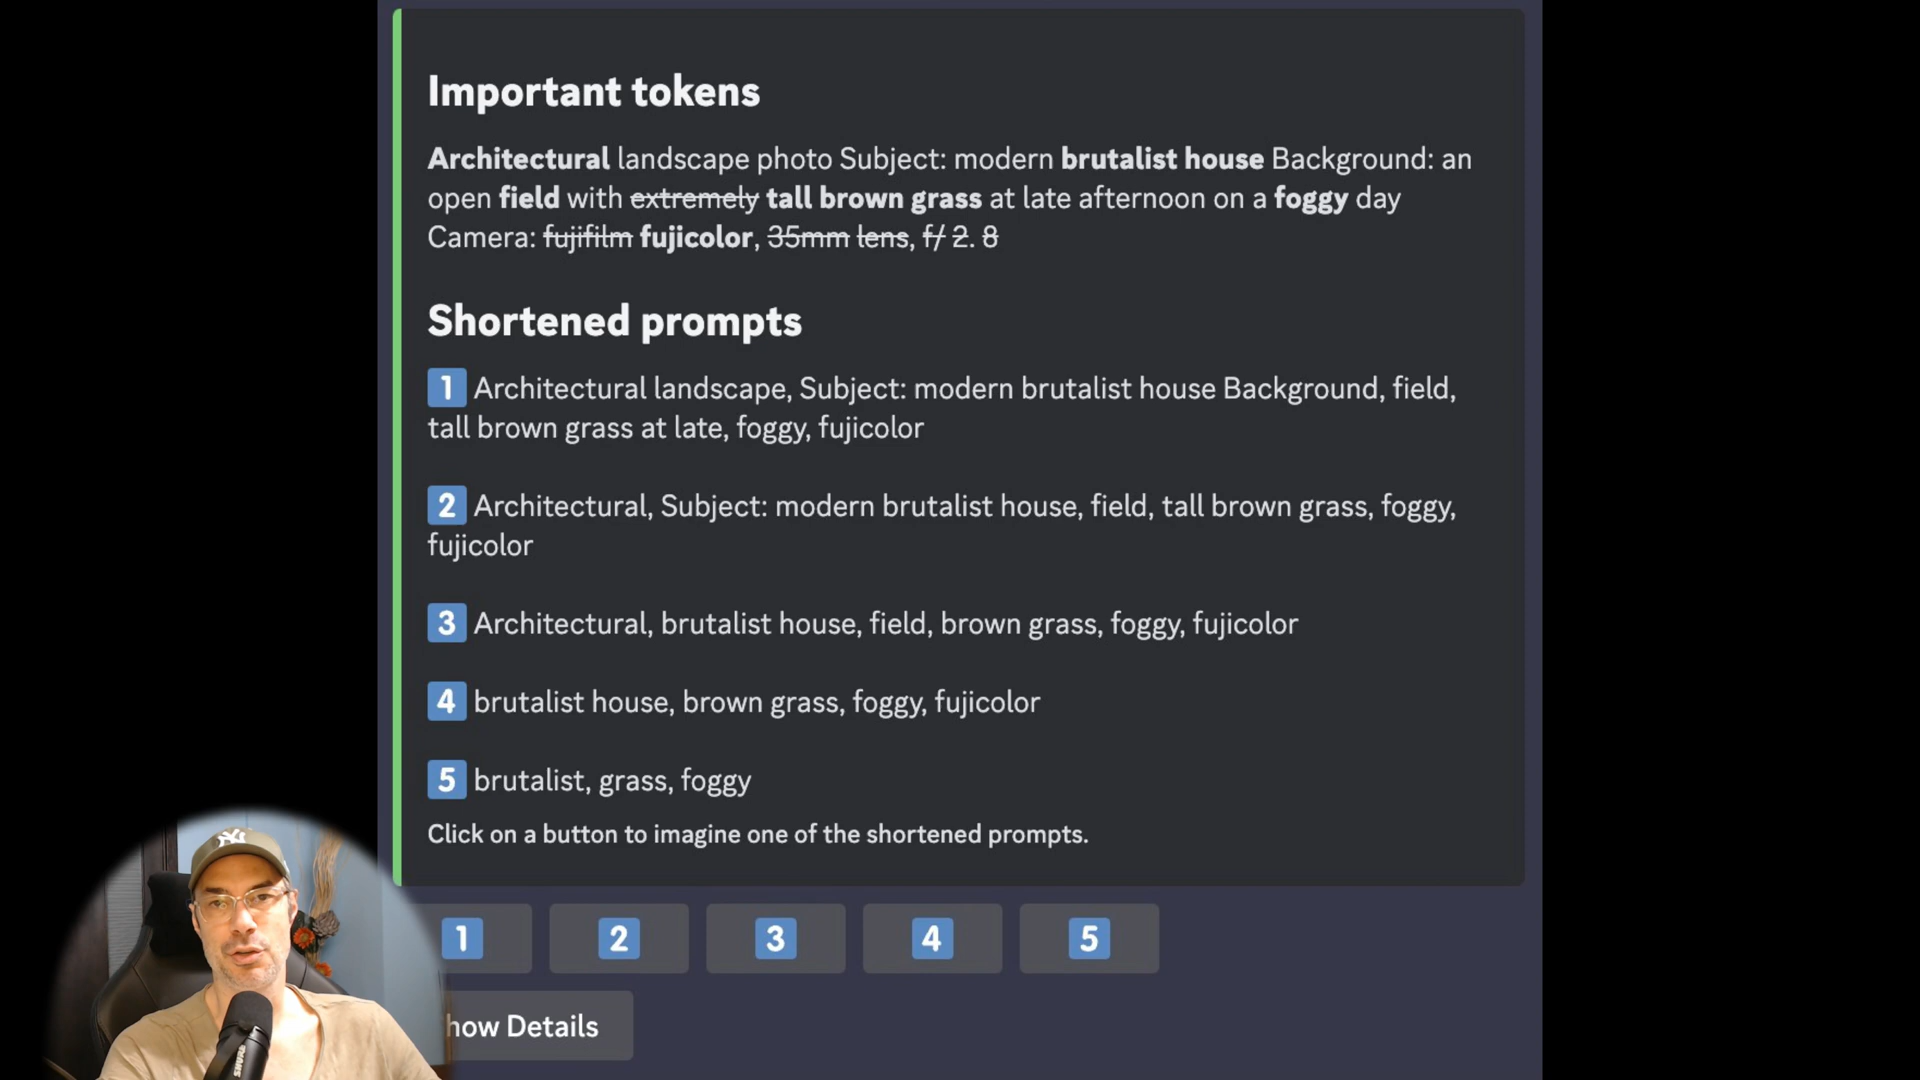 Important tokens
Architectural landscape photo Subject: modern brutalist house Background: an
open field with extremely tall brown grass at late afternoon on a foggy day
Camera: fujifilm fujicolor, 35mm lens, f/ 2. 8
Shortened prompts
1 Architectural landscape, Subject: modern brutalist house Background, field,
tall brown grass at late, foggy, fujicolor
2 Architectural, Subject: modern brutalist house, field, tall brown grass, foggy,
fujicolor
3 Architectural, brutalist house, field, brown grass, foggy, fujicolor
4 brutalist house, brown grass, foggy, fujicolor
5 brutalist, grass, foggy
Click on a button to imagine one of the shortened prompts.
1 2 3 4 5
how Details
NY
SHURE